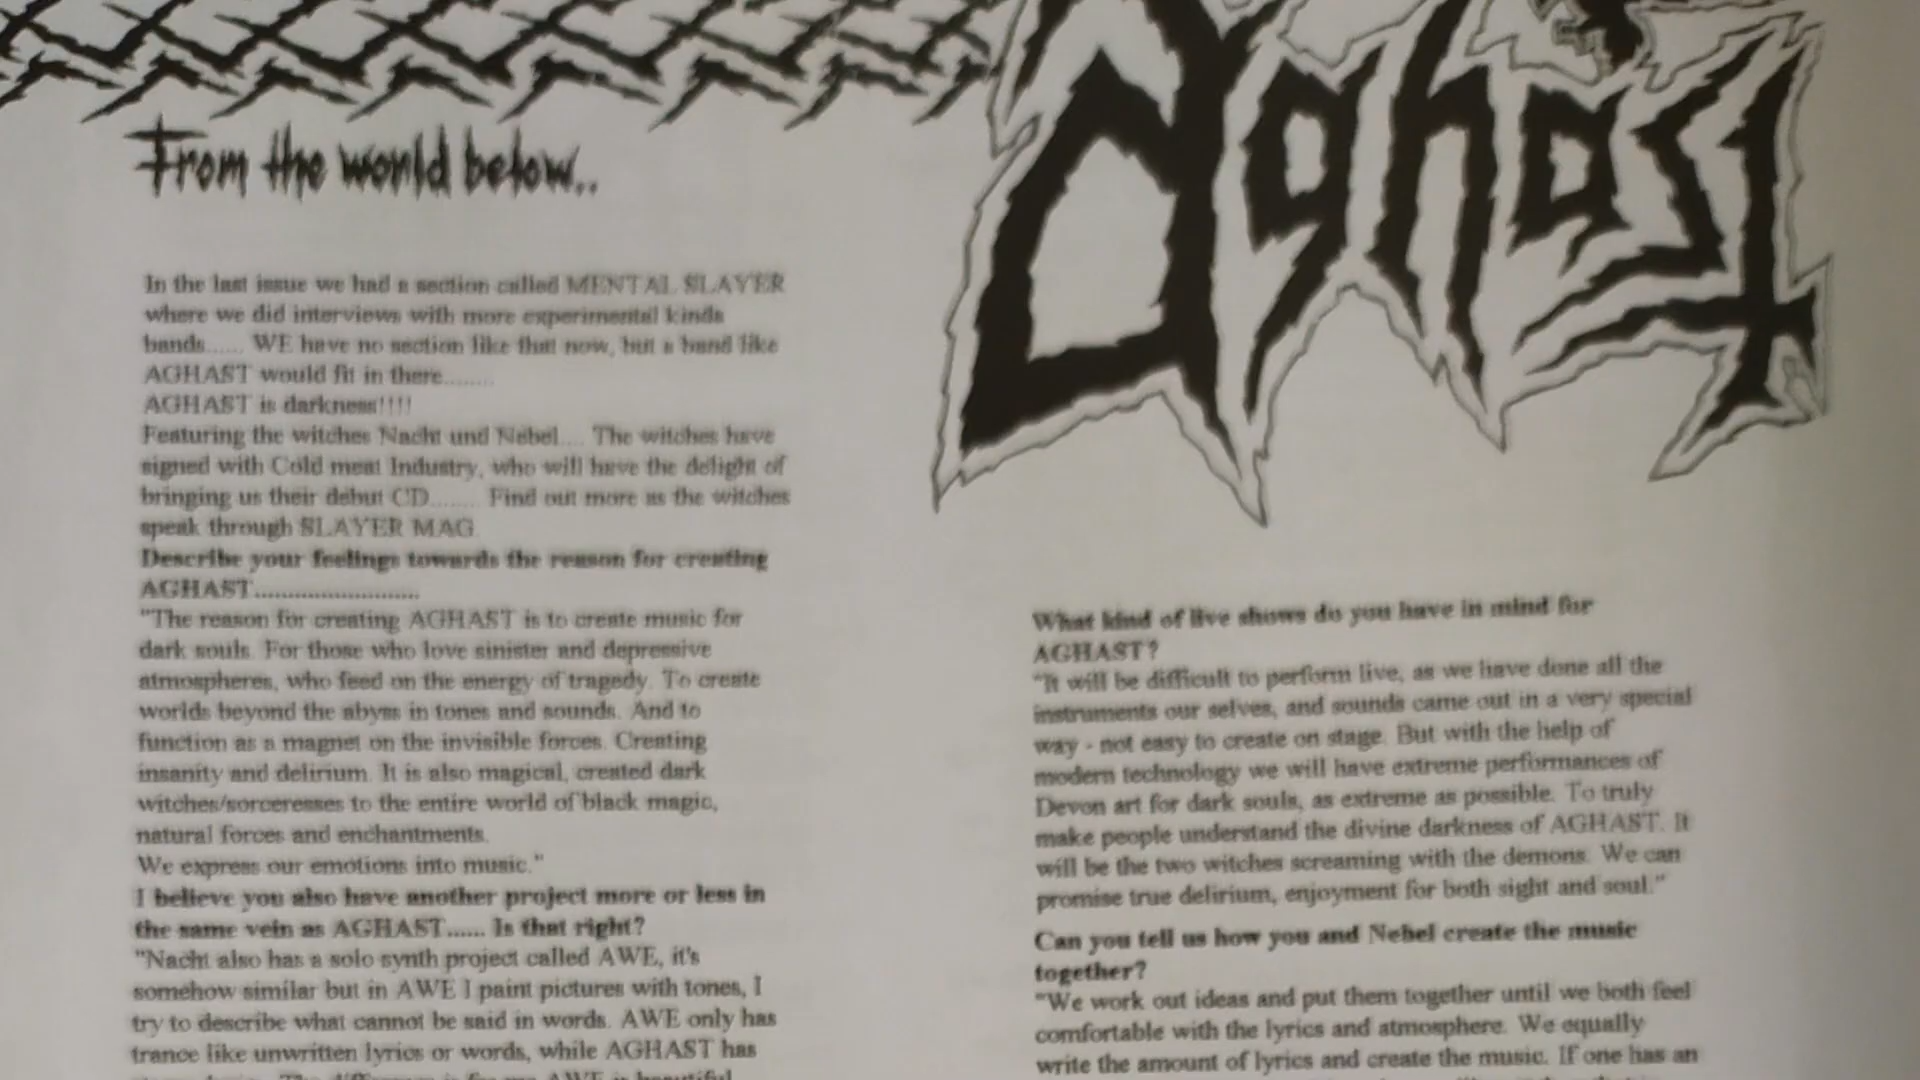 Aghast
From the world below..
In the last issue we had a section called MENTAL SLAYER
where we did interviews with more experimental kinds
bands...... WE have no section like that now, but a band like
AGHAST would fit in there........
AGHAST is darkness!!!!
Featuring the witches Nacht und Nebel.... The witches have
signed with Cold meat Industry, who will have the delight of
bringing us their debut CD....... Find out more as the witches
speak through SLAYER MAG.
Describe your feelings towards the reason for creating
AGHAST.........................
"The reason for creating AGHAST is to create music for
dark souls. For those who love sinister and depressive
atmospheres, who feed on the energy of tragedy. To create
worlds beyond the abyss in tones and sounds. And to
function as a magnet on the invisible forces. Creating
insanity and delirium. It is also magical, created dark
witches/sorceresses to the entire world of black magic,
natural forces and enchantments.
We express our emotions into music."
I believe you also have another project more or less in
the same vein as AGHAST...... Is that right?
"Nacht also has a solo synth project called AWE, it's
somehow similar but in AWE I paint pictures with tones, I
try to describe what cannot be said in words. AWE only has
trance like unwritten lyrics or words, while AGHAST has
AWE is beautiful
What kind of live shows do you have in mind for
AGHAST?
"It will be difficult to perform live, as we have done all the
instruments our selves, and sounds came out in a very special
way - not easy to create on stage. But with the help of
modern technology we will have extreme performances of
Devon art for dark souls, as extreme as possible. To truly
make people understand the divine darkness of AGHAST. It
will be the two witches screaming with the demons. We can
promise true delirium, enjoyment for both sight and soul."
Can you tell us how you and Nebel create the music
together?
"We work out ideas and put them together until we both feel
comfortable with the lyrics and atmosphere. We equally
write the amount of lyrics and create the music. If one has an